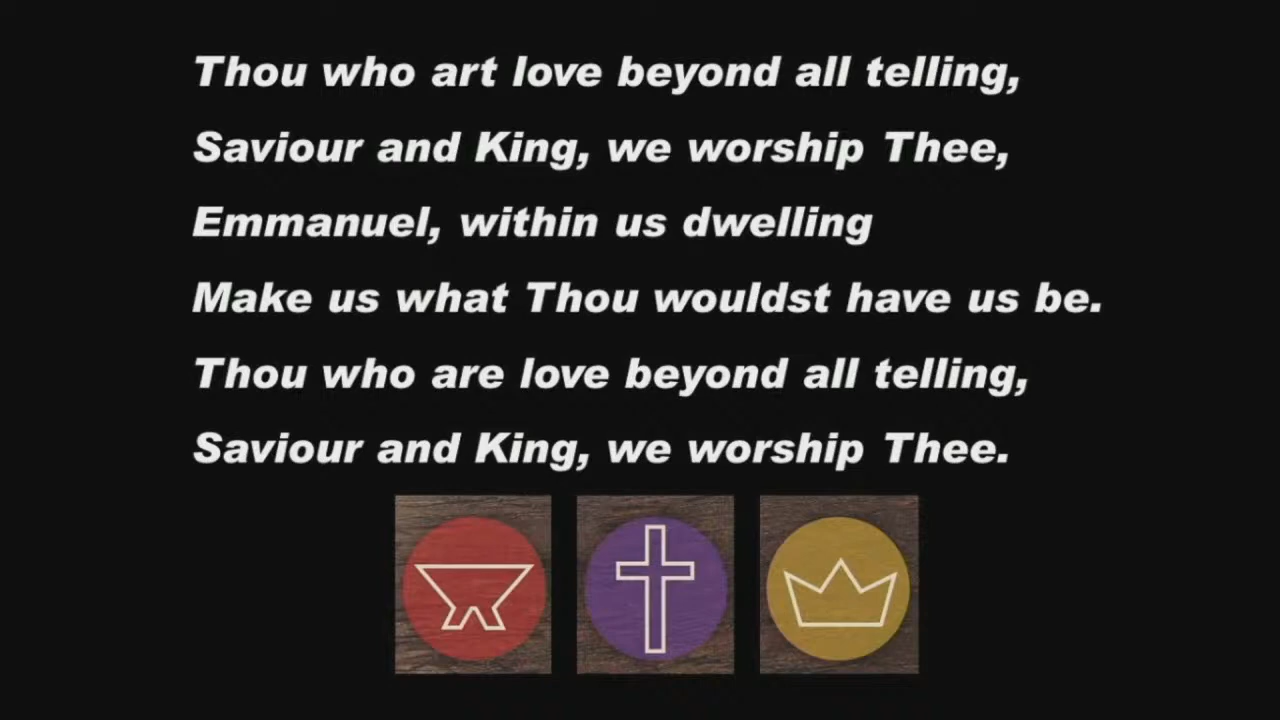 Thou who art love beyond all telling,
Saviour and King, we worship Thee,
Emmanuel, within us dwelling
Make us what Thou wouldst have us be.
Thou who are love beyond all telling,
Saviour and King, we worship Thee.